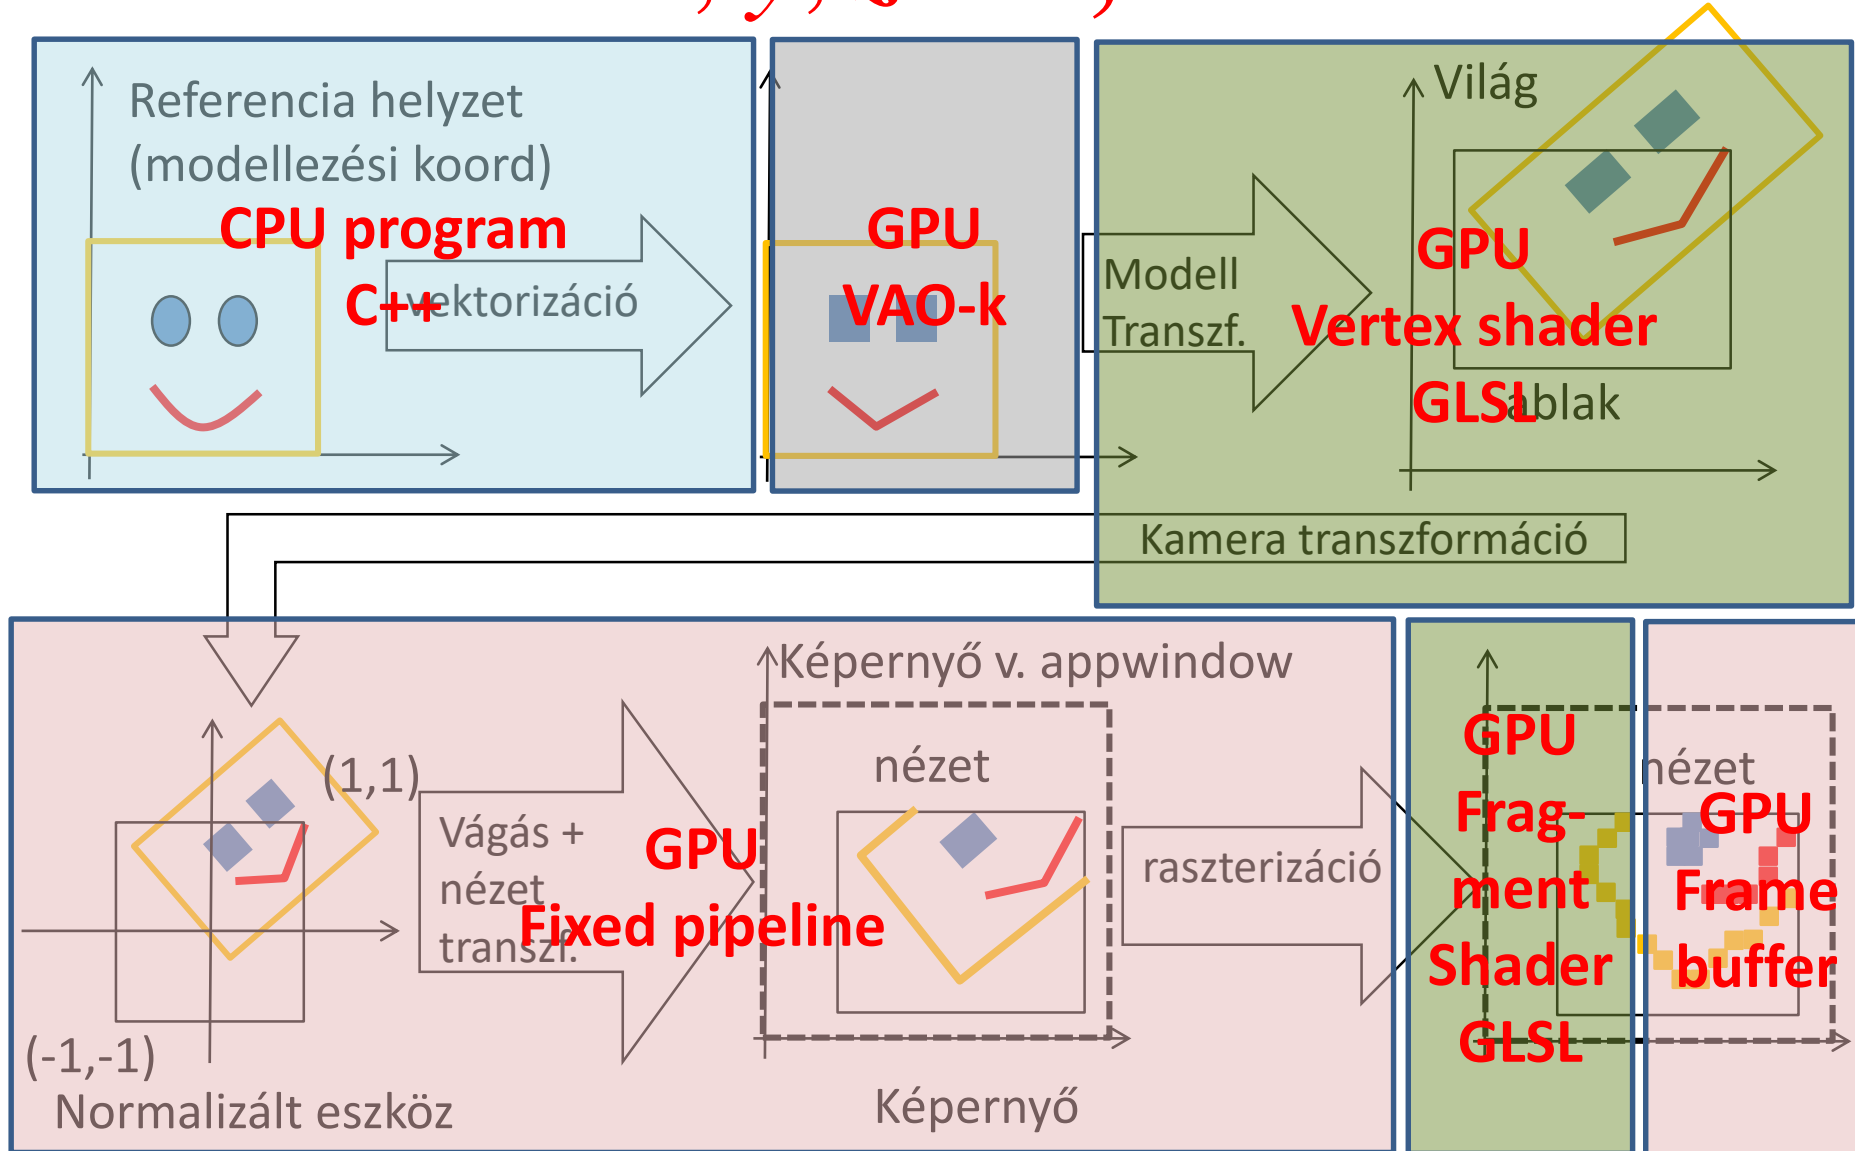 Referencia helyzet
(modellezési koord)
CPU program
C++
vektorizáció
GPU
VAO-k
Modell
Transzf.
Világ
GPU
Vertex shader
GLSL
ablak
Kamera transzformáció
(1,1)
(-1,-1)
Normalizált eszköz
Vágás +
nézet
transzf.
GPU
Fixed pipeline
Képernyő v. appwindow
nézet
Képernyő
raszterizáció
GPU
Frag-
ment
Shader
GLSL
nézet
GPU
Frame
buffer